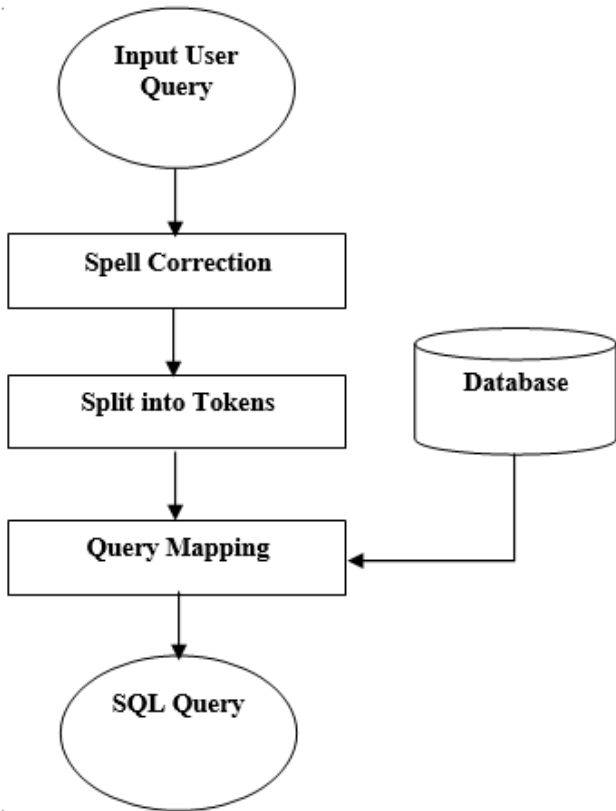 Input User
Query
Spell Correction
Split into Tokens
Database
Query Mapping
SQL Query